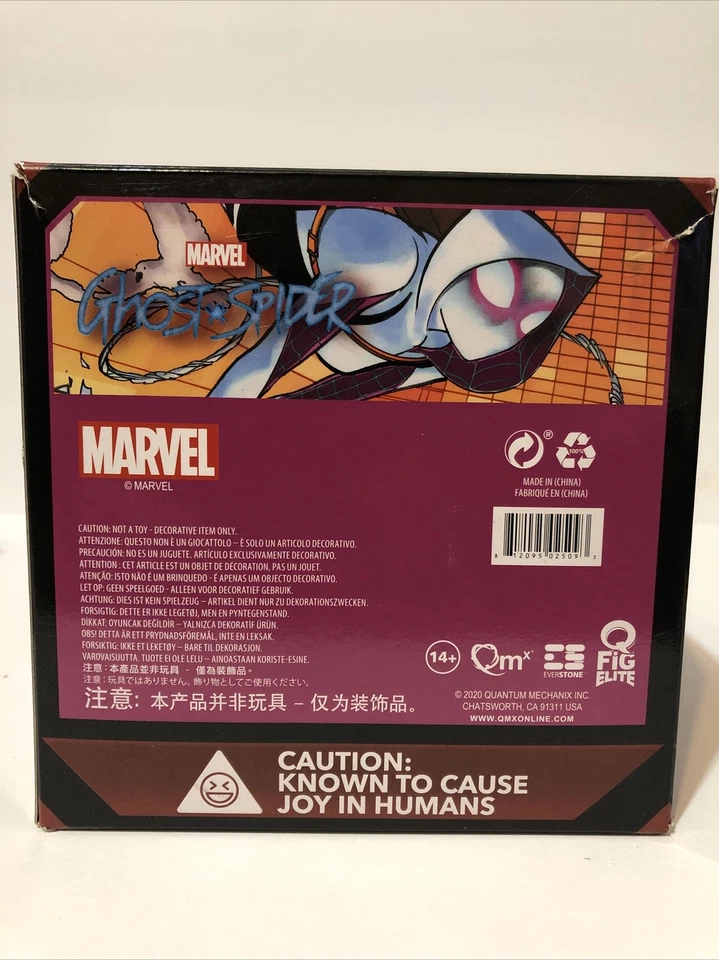 MARVEL
GHOST★SPIDER
MARVEL
© MARVEL
100%
MADE IN (CHINA)
FABRIQUÉ EN (CHINA)
8 12095 02509 3
CAUTION: NOT A TOY - DECORATIVE ITEM ONLY.
ATTENZIONE: QUESTO NON È UN GIOCATTOLO – È SOLO UN ARTICOLO DECORATIVO.
PRECAUCIÓN: NO ES UN JUGUETE. ARTÍCULO EXCLUSIVAMENTE DECORATIVO.
ATTENTION : CET ARTICLE EST UN OBJET DE DÉCORATION, PAS UN JOUET.
ATENÇÃO: ISTO NÃO É UM BRINQUEDO - É APENAS UM OBJECTO DECORATIVO.
LET OP: GEEN SPEELGOED - ALLEEN VOOR DECORATIEF GEBRUIK.
ACHTUNG: DIES IST KEIN SPIELZEUG – ARTIKEL DIENT NUR ZU DEKORATIONSZWECKEN.
FORSIGTIG: DETTE ER IKKE LEGETØJ, MEN EN PYNTEGENSTAND.
DİKKAT: OYUNCAK DEĞİLDİR – YALNIZCA DEKORATİF ÜRÜN.
OBS! DETTA ÄR ETT PRYDNADSFÖREMÅL, INTE EN LEKSAK.
FORSIKTIG: IKKE ET LEKETØY – BARE TIL DEKORASJON.
VAROVAISUUTTA. TUOTE EI OLE LELU – AINOASTAAN KORISTE-ESINE.
注意：本產品並非玩具 - 僅為裝飾品。
注意：玩具ではありません。飾り物としてご使用ください。
注意: 本产品并非玩具 – 仅为装饰品。
14+
Qmx
EVERSTONE
Q FIG ELITE
© 2020 QUANTUM MECHANIX INC.
CHATSWORTH, CA 91311 USA
WWW.QMXONLINE.COM
CAUTION:
KNOWN TO CAUSE
JOY IN HUMANS